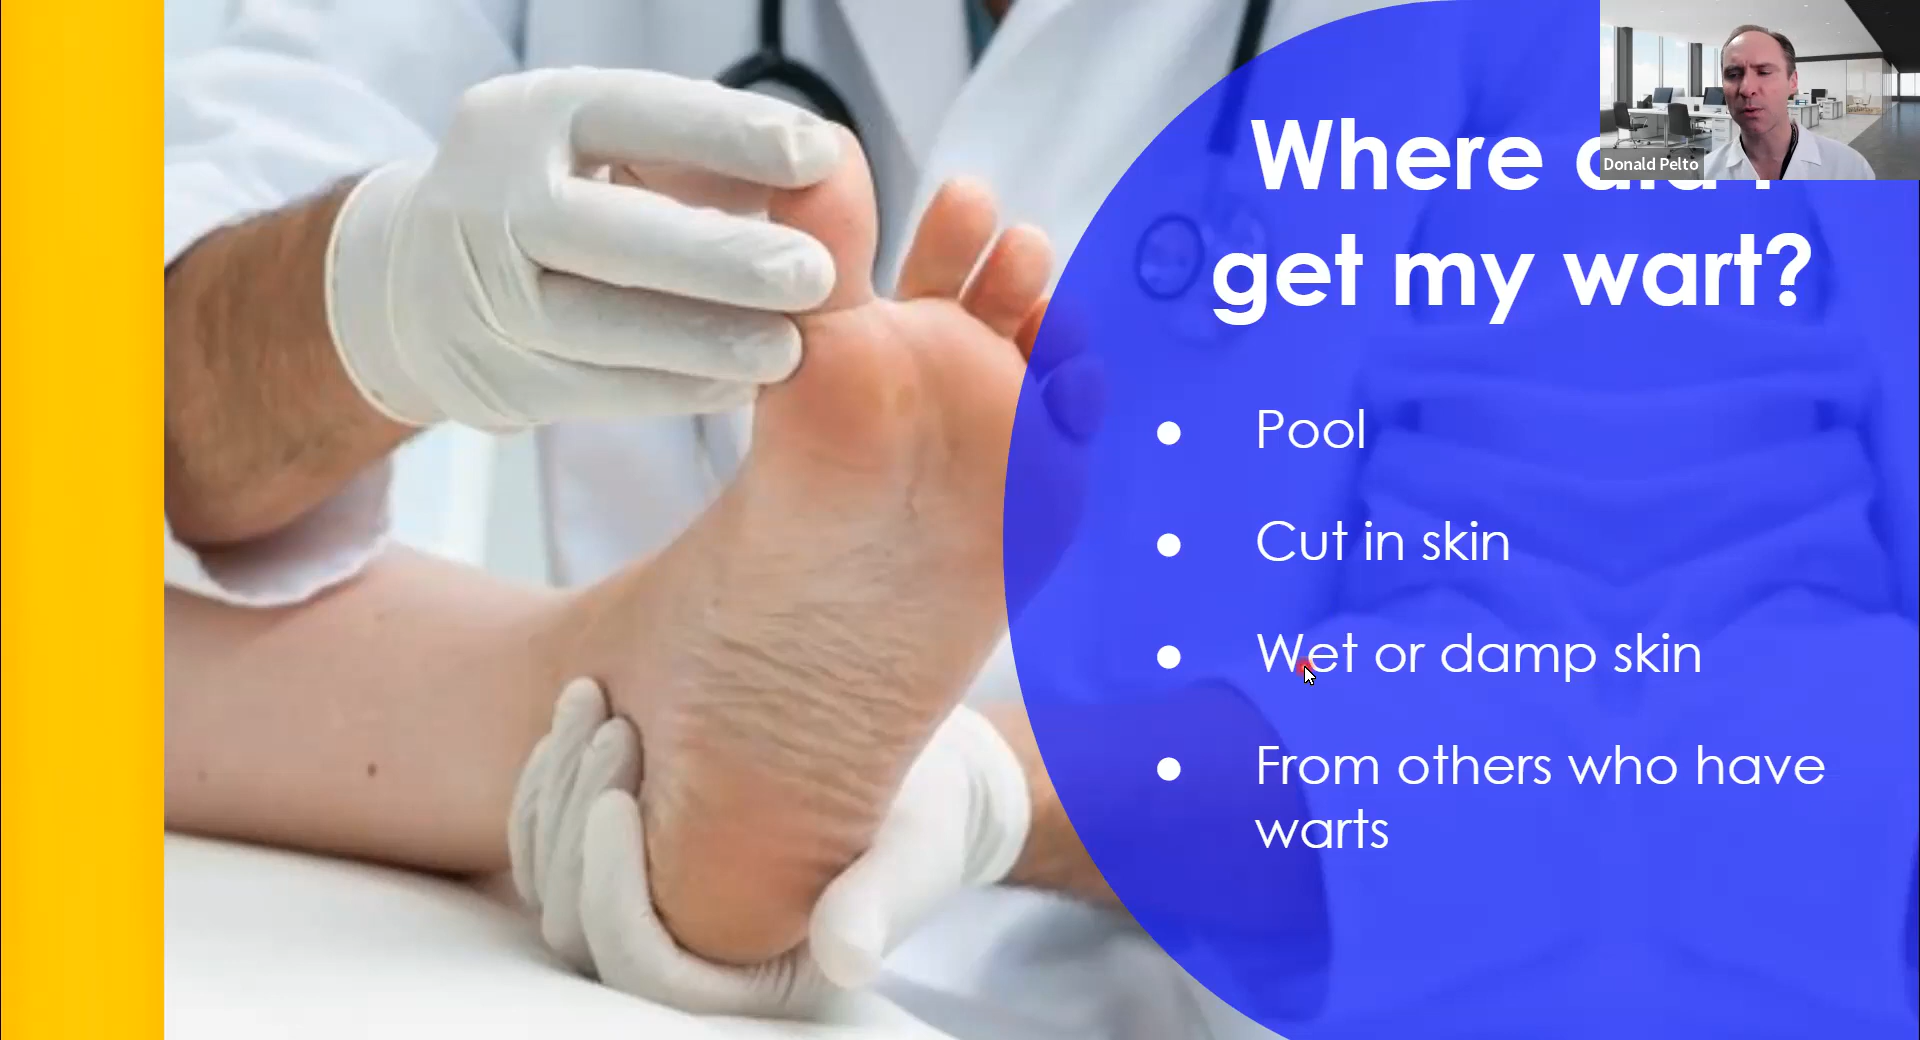 Where did I
get my wart?
Donald Pelto
Pool
Cut in skin
Wet or damp skin
From others who have
warts